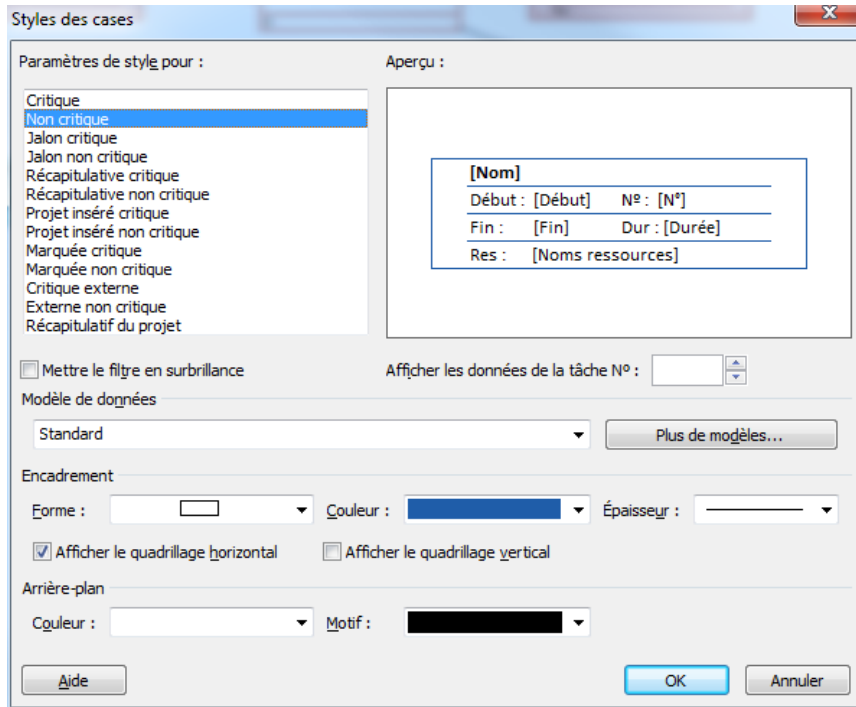 Styles des cases
Paramètres de style pour :
Aperçu :
Critique
Non critique
Jalon critique
Jalon non critique
Récapitulative critique
Récapitulative non critique
Projet inséré critique
Projet inséré non critique
Marquée critique
Marquée non critique
Critique externe
Externe non critique
Récapitulatif du projet
[Nom]
Début : [Début] Nº : [N°]
Fin : [Fin] Dur : [Durée]
Res : [Noms ressources]
Mettre le filtre en surbrillance
Afficher les données de la tâche Nº :
Modèle de données
Standard
Plus de modèles...
Encadrement
Forme :
Couleur :
Épaisseur :
Afficher le quadrillage horizontal
Afficher le quadrillage vertical
Arrière-plan
Couleur :
Motif :
Aide
OK
Annuler